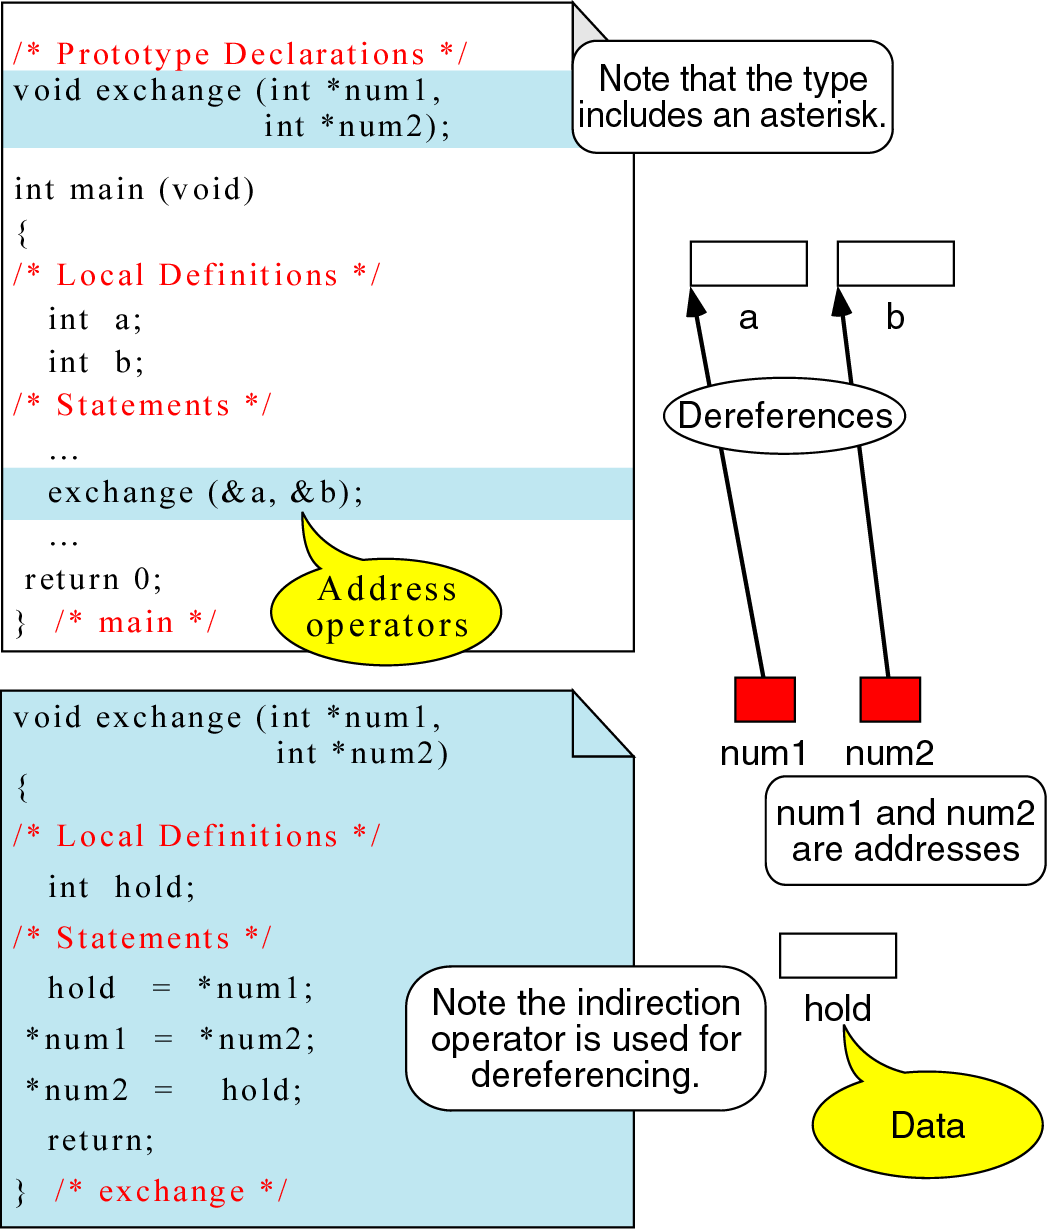 /* Prototype Declarations */
void exchange (int *num1,
int *num2);
Note that the type
includes an asterisk.
int main (void)
{
/* Local Definitions */
int a;
int b;
/* Statements */
...
exchange (&a, &b);
...
return 0;
} /* main */
Address
operators
a
b
Dereferences
num1
num2
num1 and num2
are addresses
void exchange (int *num1,
int *num2)
{
/* Local Definitions */
int hold;
/* Statements */
hold = *num1;
*num1 = *num2;
*num2 = hold;
return;
} /* exchange */
Note the indirection
operator is used for
dereferencing.
hold
Data